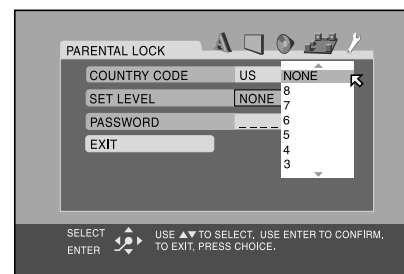 PARENTAL LOCK
COUNTRY CODE US NONE
8
SET LEVEL NONE 7
PASSWORD _ _ _ _ 6
EXIT 5
4
3
SELECT
ENTER
USE ▲▼ TO SELECT, USE ENTER TO CONFIRM,
TO EXIT, PRESS CHOICE.